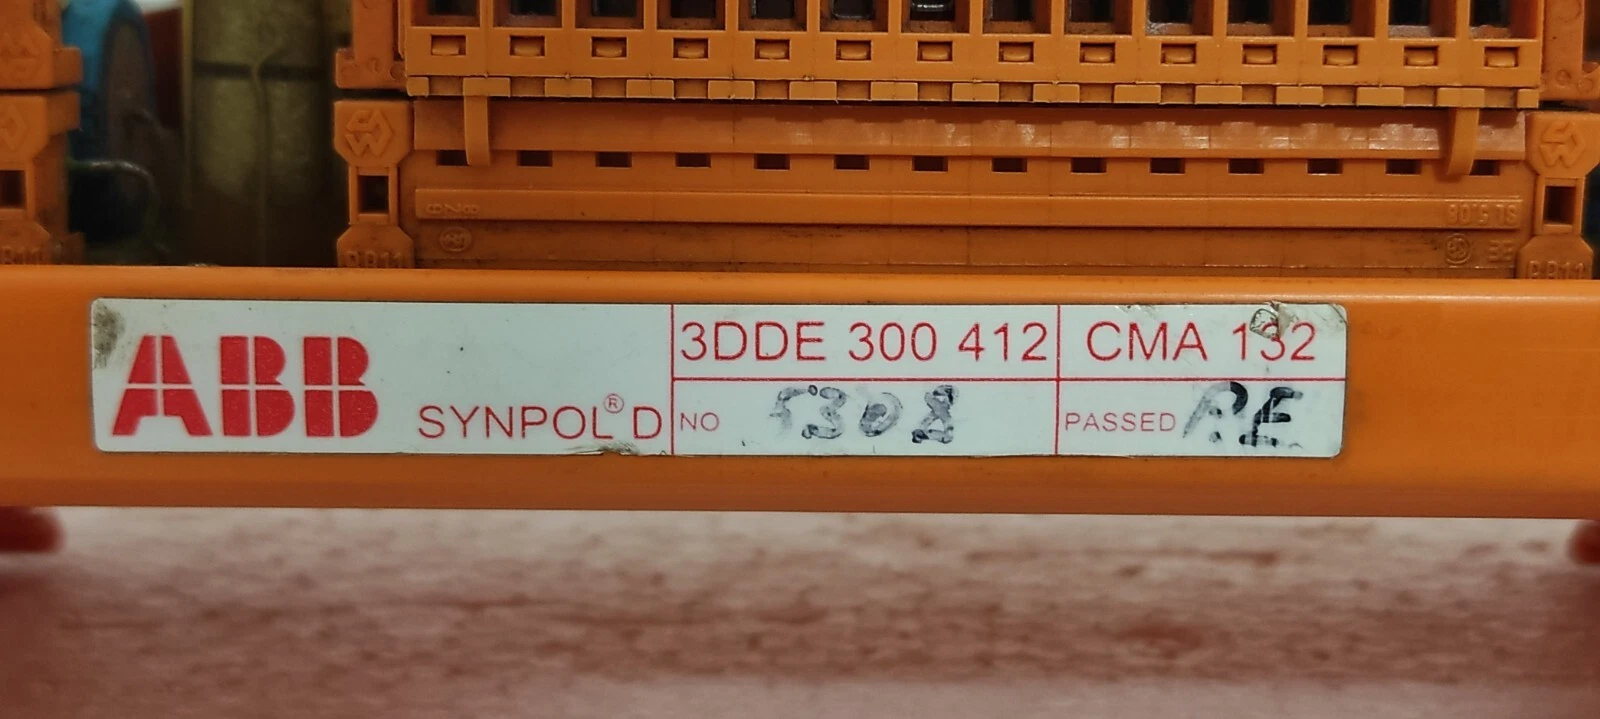 ABB
SYNPOL® D
3DDE 300 412
CMA 132
NO 5308
PASSED P.E.